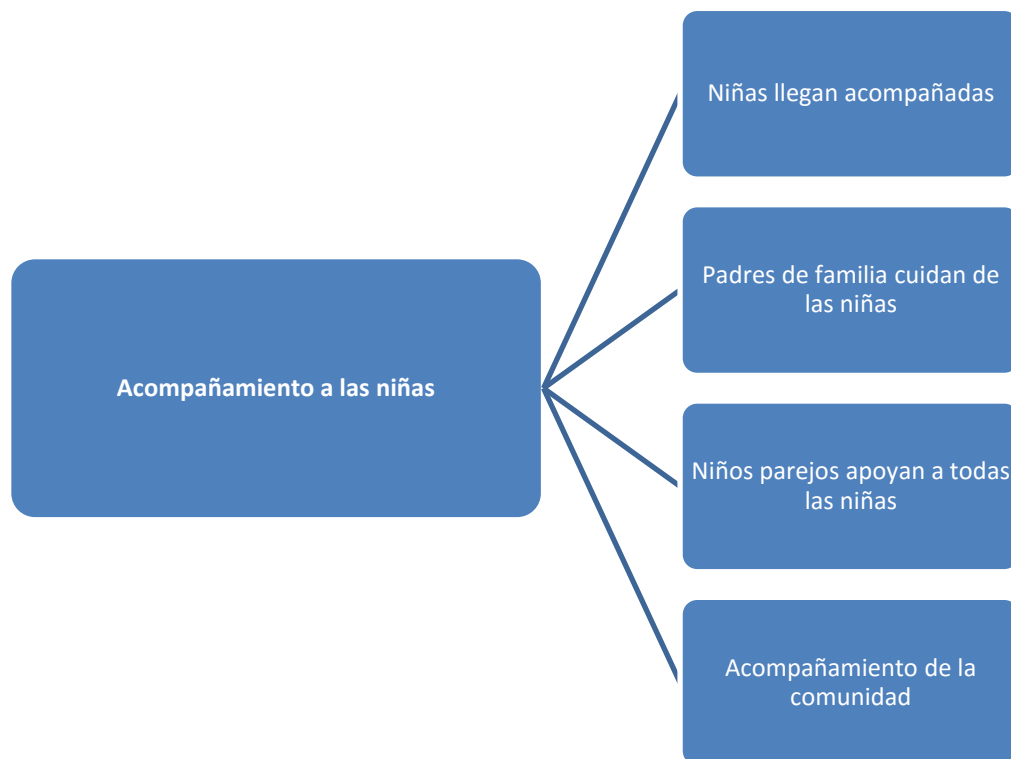 Niñas llegan acompañadas
Padres de familia cuidan de
las niñas
Acompañamiento a las niñas
Niños parejos apoyan a todas
las niñas
Acompañamiento de la
comunidad